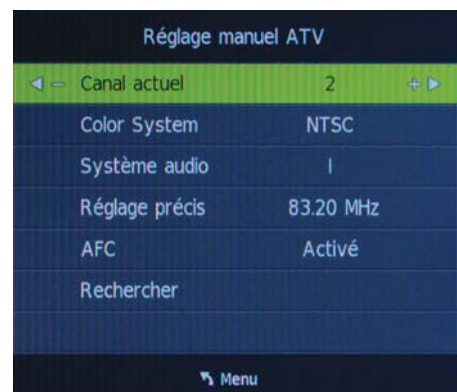 Réglage manuel ATV
Canal actuel 2
Color System NTSC
Système audio I
Réglage précis 83.20 MHz
AFC Activé
Rechercher
Menu